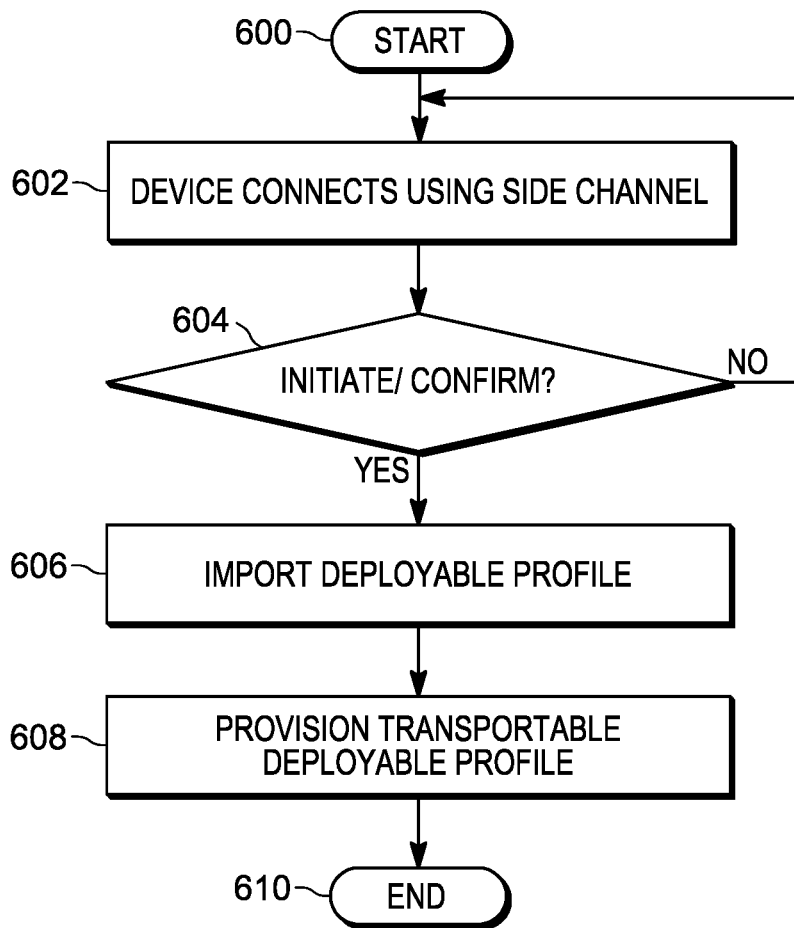 600
START
602
DEVICE CONNECTS USING SIDE CHANNEL
604
INITIATE/ CONFIRM?
NO
YES
606
IMPORT DEPLOYABLE PROFILE
608
PROVISION TRANSPORTABLE
DEPLOYABLE PROFILE
610
END